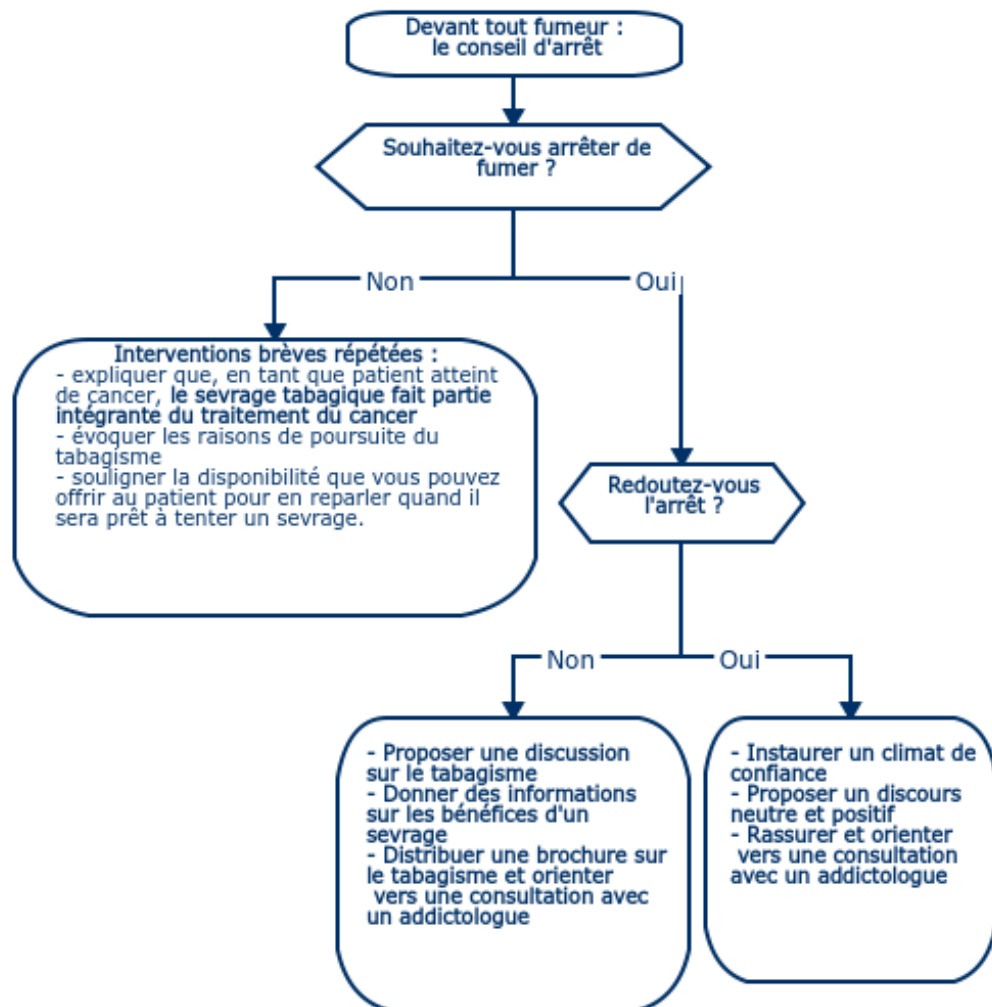 Devant tout fumeur :
le conseil d'arrêt
Souhaitez-vous arrêter de
fumer ?
Non
Oui
Interventions brèves répétées :
- expliquer que, en tant que patient atteint
de cancer, le sevrage tabagique fait partie
intégrante du traitement du cancer
- évoquer les raisons de poursuite du
tabagisme
- souligner la disponibilité que vous pouvez
offrir au patient pour en reparler quand il
sera prêt à tenter un sevrage.
Redoutez-vous
l'arrêt ?
Non
Oui
- Proposer une discussion
sur le tabagisme
- Donner des informations
sur les bénéfices d'un
sevrage
- Distribuer une brochure sur
le tabagisme et orienter
vers une consultation avec
un addictologue
- Instaurer un climat de
confiance
- Proposer un discours
neutre et positif
- Rassurer et orienter
vers une consultation
avec un addictologue